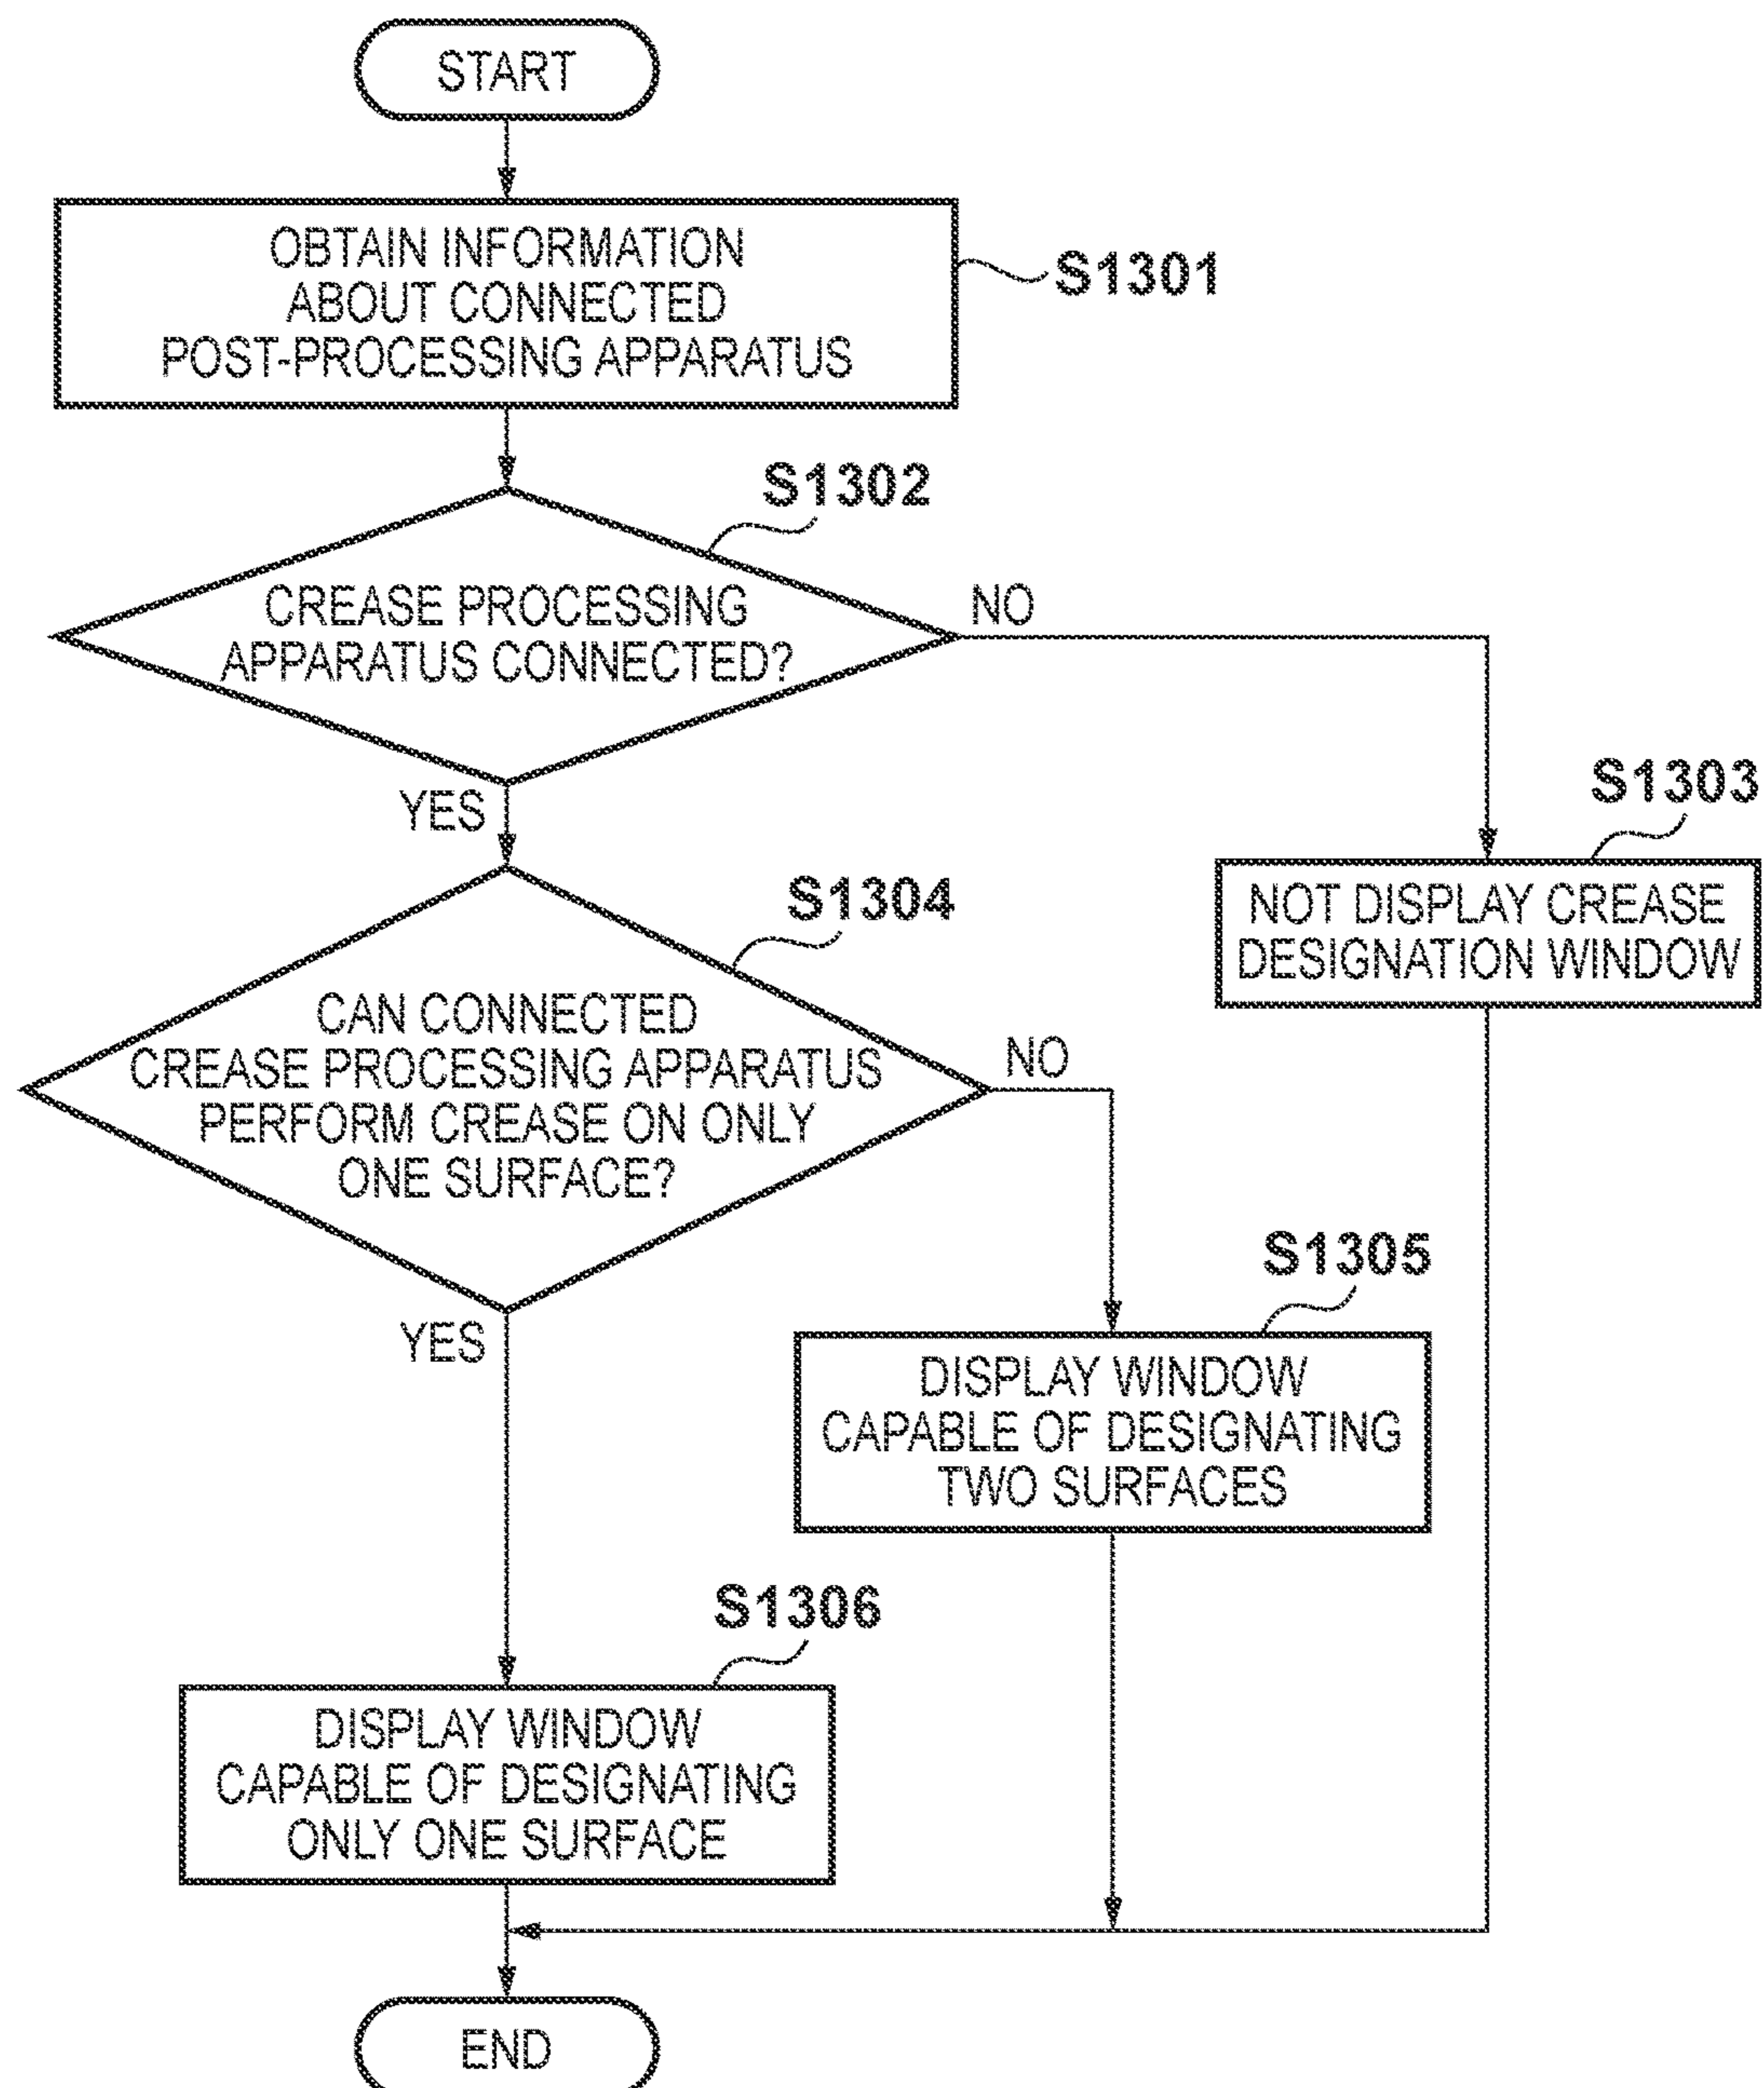 START
OBTAIN INFORMATION
ABOUT CONNECTED
POST-PROCESSING APPARATUS
S1301
S1302
CREASE PROCESSING
APPARATUS CONNECTED?
NO
YES
S1303
NOT DISPLAY CREASE
DESIGNATION WINDOW
S1304
CAN CONNECTED
CREASE PROCESSING APPARATUS
PERFORM CREASE ON ONLY
ONE SURFACE?
NO
YES
S1305
DISPLAY WINDOW
CAPABLE OF DESIGNATING
TWO SURFACES
S1306
DISPLAY WINDOW
CAPABLE OF DESIGNATING
ONLY ONE SURFACE
END